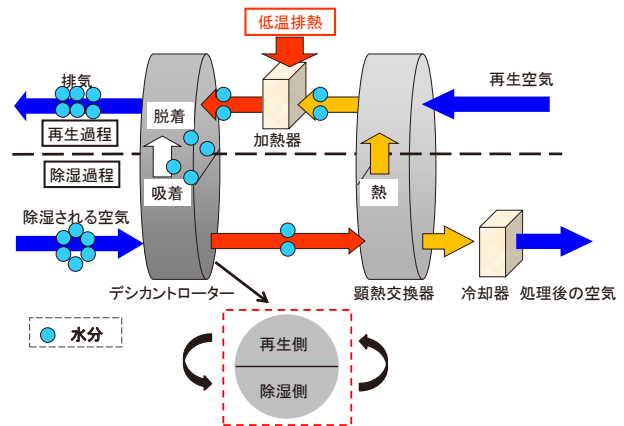 低温排熱
排気
再生空気
脱着
再生過程
加熱器
除湿過程
吸着
熱
除湿される空気
デシカントローター
顕熱交換器
冷却器
処理後の空気
水分
再生側
除湿側